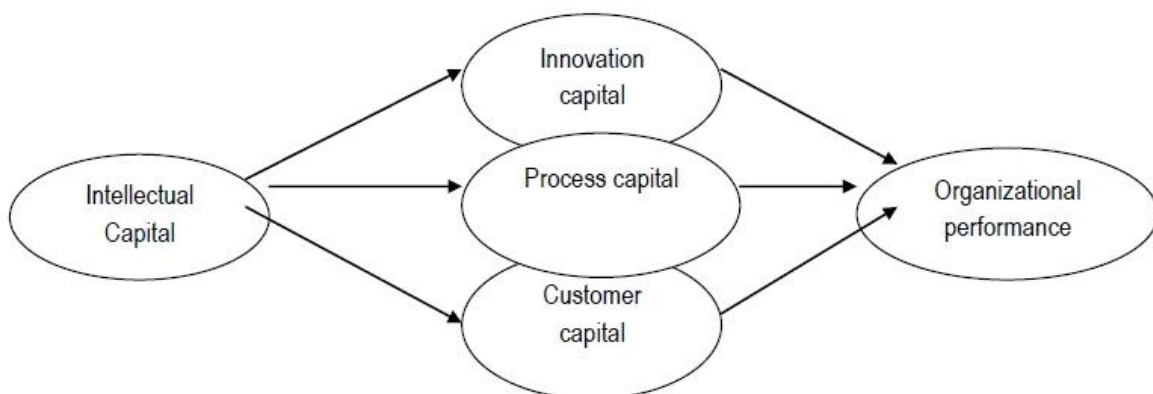 Innovation
capital
Process capital
Intellectual
Capital
Organizational
performance
Customer
capital